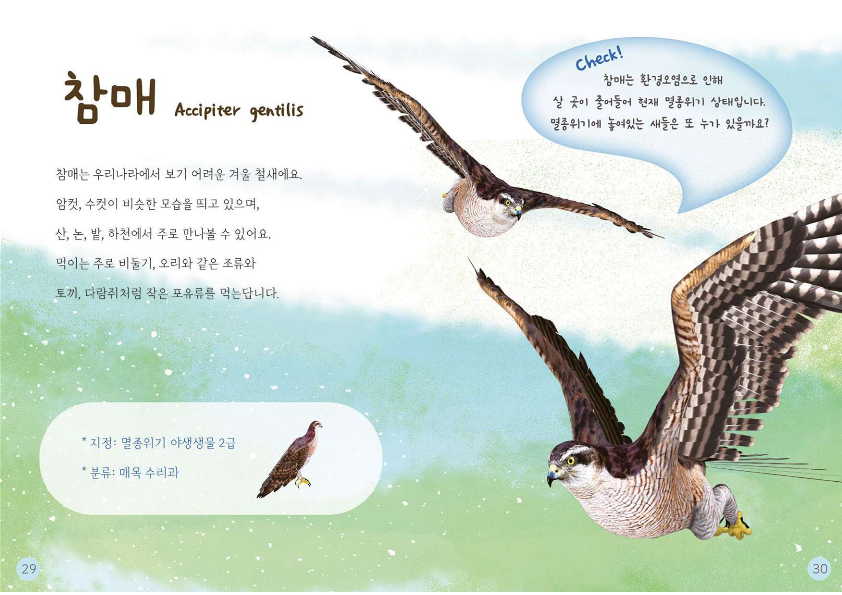 참매 Accipiter gentilis
참매는 우리나라에서 보기 어려운 겨울 철새에요.
암컷, 수컷이 비슷한 모습을 띄고 있으며,
산, 논, 밭, 하천에서 주로 만나볼 수 있어요.
먹이는 주로 비둘기, 오리와 같은 조류와
토끼, 다람쥐처럼 작은 포유류를 먹는답니다.
* 지정: 멸종위기 야생생물 2급
* 분류: 매목 수리과
29
Check!
참매는 환경오염으로 인해
살 곳이 줄어들어 현재 멸종위기 상태입니다.
멸종위기에 놓여있는 새들은 또 누가 있을까요?
30